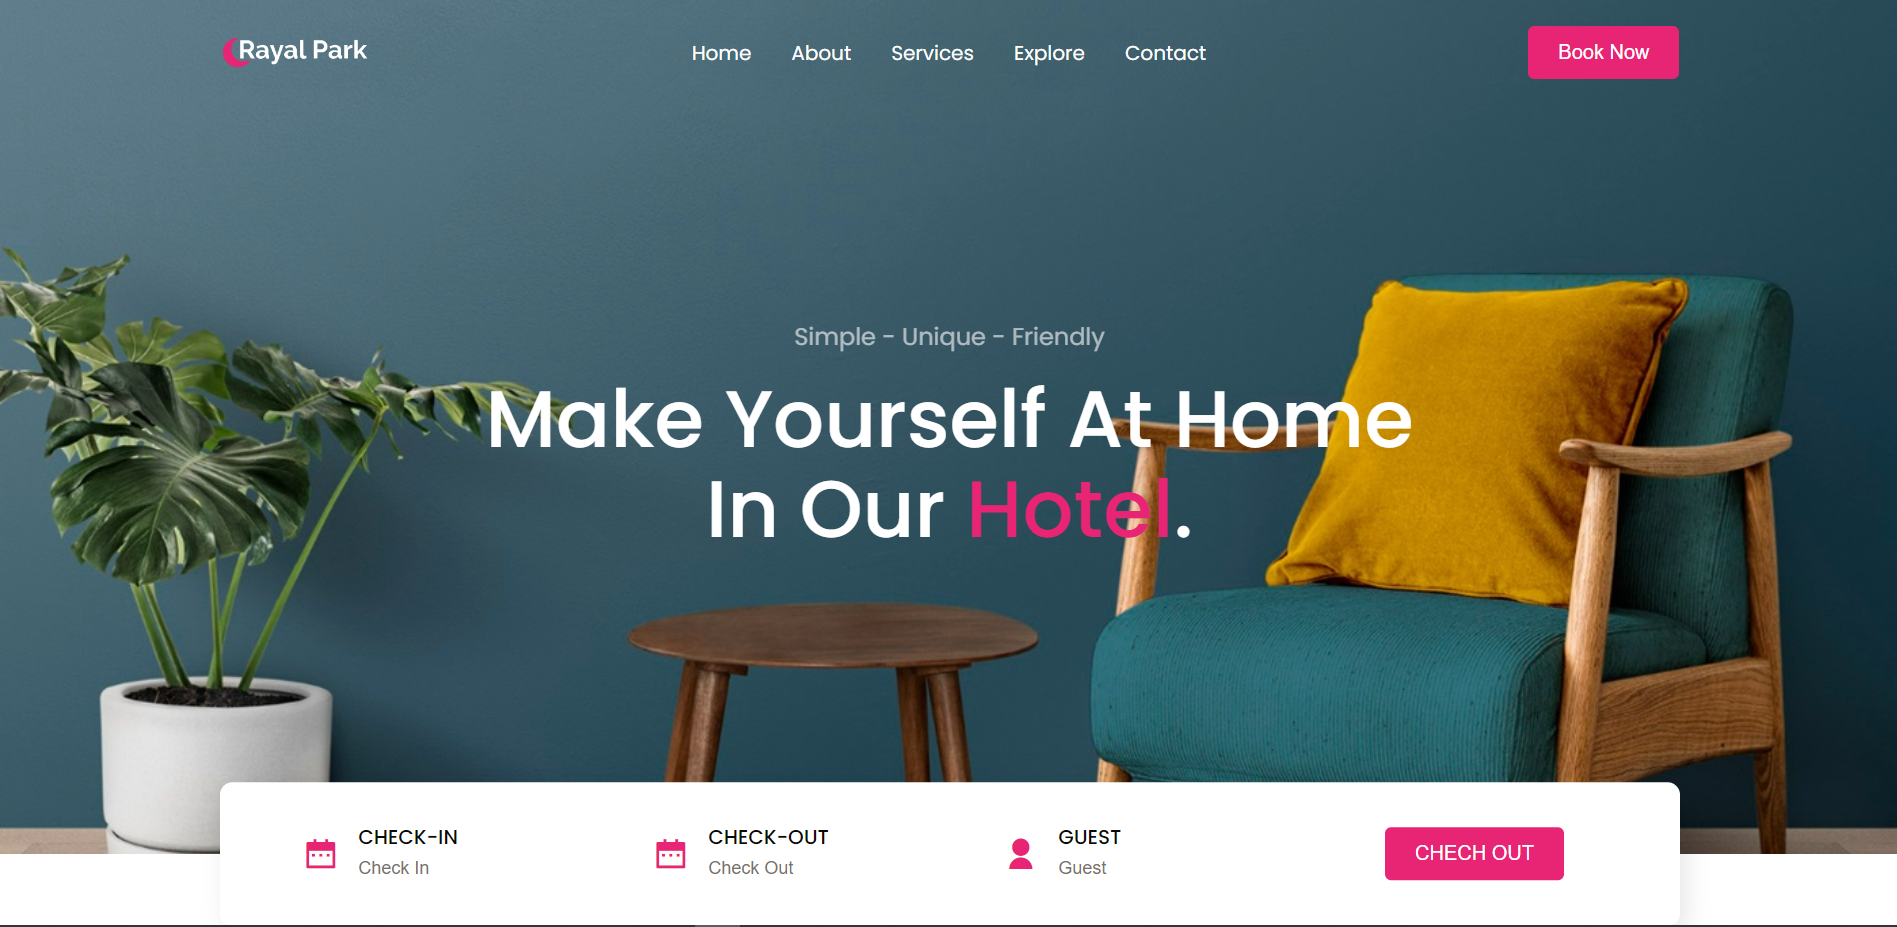 Rayal Park
Home About Services Explore Contact
Book Now
Simple - Unique - Friendly
Make Yourself At Home
In Our Hotel.
CHECK-IN
Check In
CHECK-OUT
Check Out
GUEST
Guest
CHECH OUT